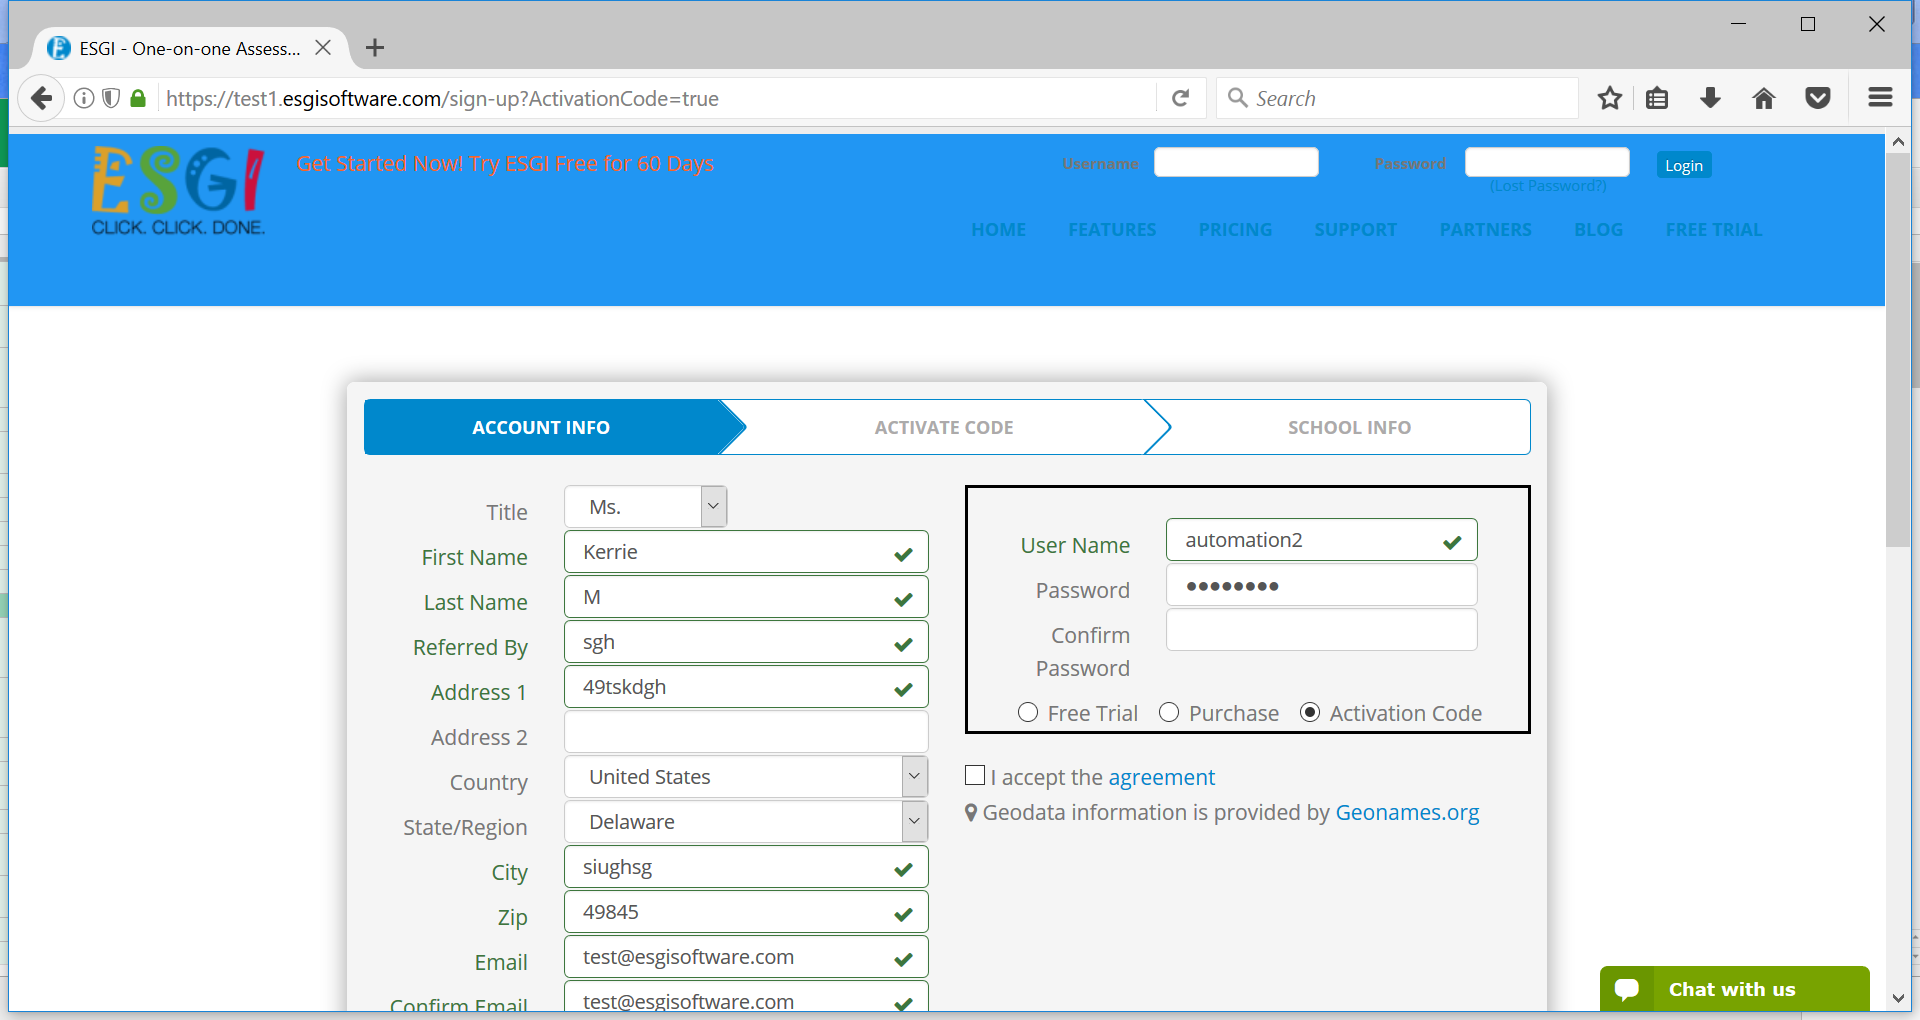 ESGI - One-on-one Assess...
https://test1.esgisoftware.com/sign-up?ActivationCode=true
Search
ESGI
CLICK. CLICK. DONE.
Get Started Now! Try ESGI Free for 60 Days
Username
Password
Login
(Lost Password?)
HOME FEATURES PRICING SUPPORT PARTNERS BLOG FREE TRIAL
ACCOUNT INFO
ACTIVATE CODE
SCHOOL INFO
Title Ms.
First Name Kerrie
Last Name M
Referred By sgh
Address 1 49tskdgh
Address 2
Country United States
State/Region Delaware
City siughsg
Zip 49845
Email test@esgisoftware.com
Confirm Email test@esgisoftware.com
User Name automation2
Password ••••••••
Confirm
Password
Free Trial Purchase Activation Code
I accept the agreement
Geodata information is provided by Geonames.org
Chat with us